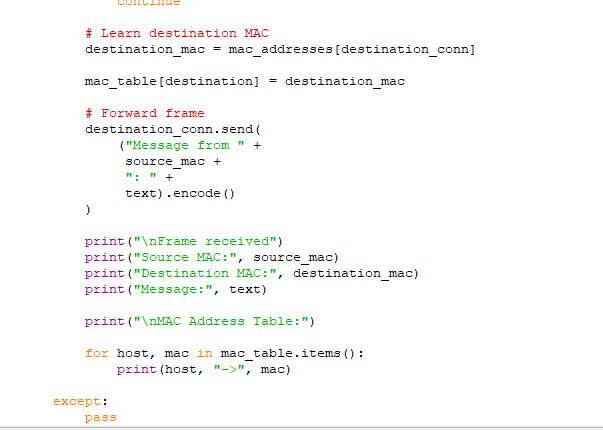 continue
# Learn destination MAC
destination_mac = mac_addresses[destination_conn]
mac_table[destination] = destination_mac
# Forward frame
destination_conn.send(
("Message from " +
source_mac +
": " +
text).encode()
)
print("\nFrame received")
print("Source MAC:", source_mac)
print("Destination MAC:", destination_mac)
print("Message:", text)
print("\nMAC Address Table:")
for host, mac in mac_table.items():
print(host, "->", mac)
except:
pass